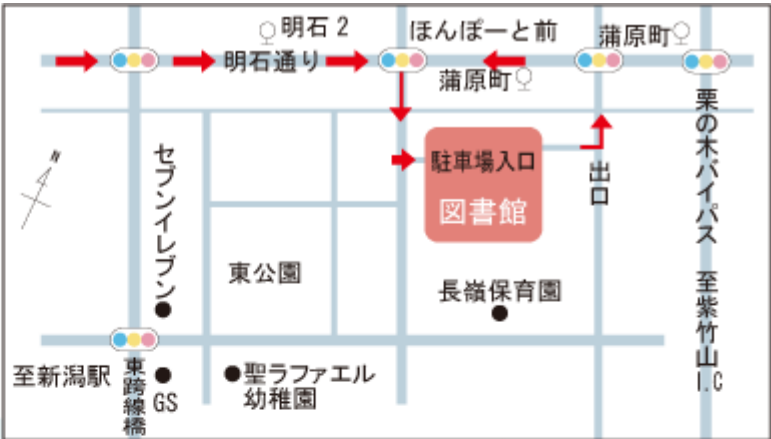 明石2
ほんぽーと前
蒲原町
明石通り
蒲原町
N
セブンイレブン
駐車場入口
図書館
出口
栗の木バイパス 至紫竹山I.C
東公園
長嶺保育園
至新潟駅
東跨線橋
GS
聖ラファエル
幼稚園